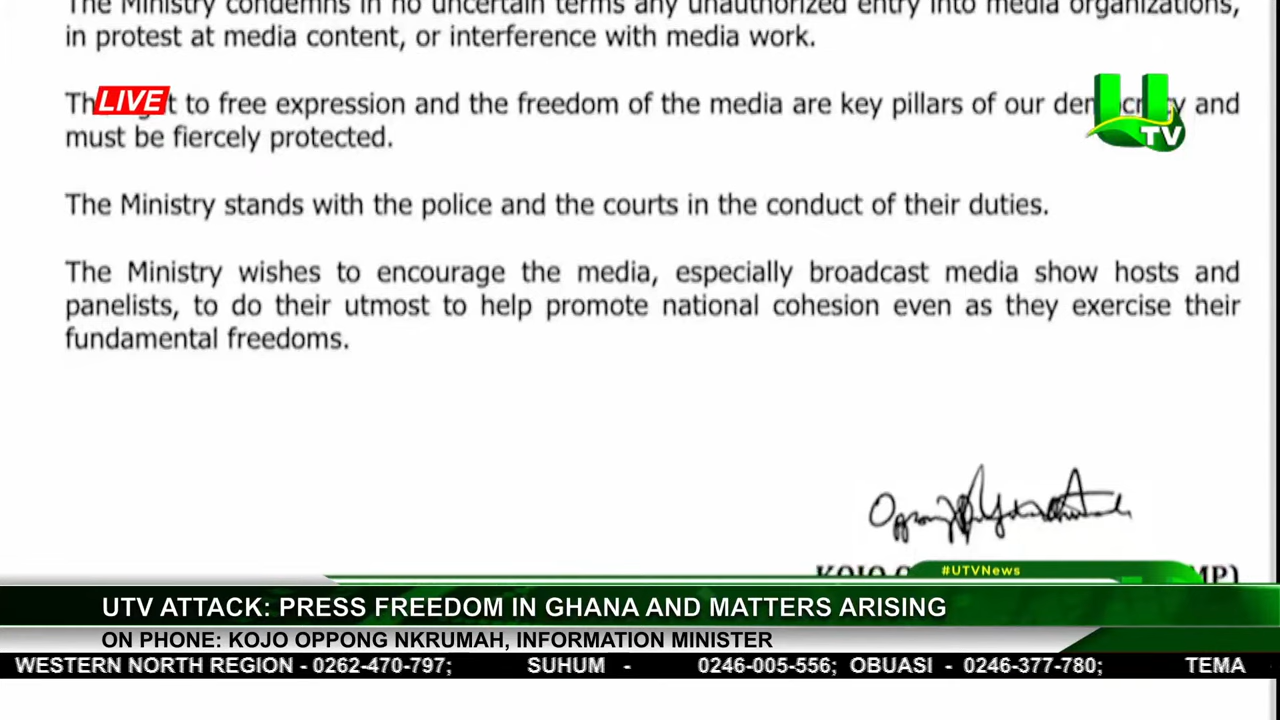 The Ministry condemns in no uncertain terms any unauthorized entry into media organizations,
in protest at media content, or interference with media work.
LIVE
to free expression and the freedom of the media are key pillars of our democracy and
must be fiercely protected.
U
TV
The Ministry stands with the police and the courts in the conduct of their duties.
The Ministry wishes to encourage the media, especially broadcast media show hosts and
panelists, to do their utmost to help promote national cohesion even as they exercise their
fundamental freedoms.
KOJO MP)
#UTVNews
UTV ATTACK: PRESS FREEDOM IN GHANA AND MATTERS ARISING
ON PHONE: KOJO OPPONG NKRUMAH, INFORMATION MINISTER
WESTERN NORTH REGION - 0262-470-797; SUHUM - 0246-005-556; OBUASI - 0246-377-780; TEMA